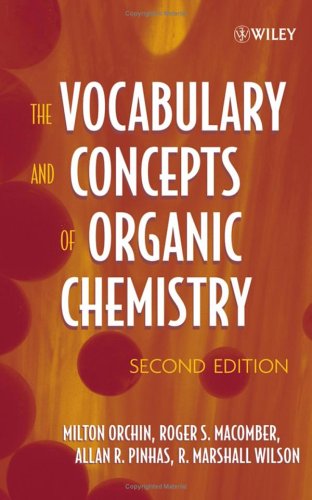 WILEY
THE VOCABULARY
AND CONCEPTS
OF ORGANIC
CHEMISTRY
SECOND EDITION
MILTON ORCHIN, ROGER S. MACOMBER,
ALLAN R. PINHAS, R. MARSHALL WILSON